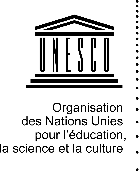 UNESCO
Organisation
des Nations Unies
pour l'éducation,
la science et la culture